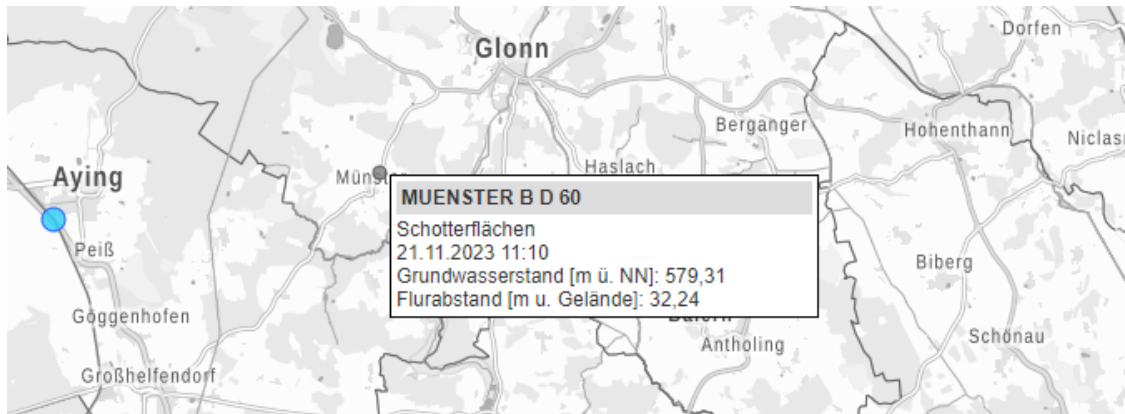 Dorfen
Glonn
Berganger
Hohenthann
Haslach
Aying
MUENSTER B D 60
Schotterflächen
21.11.2023 11:10
Grundwasserstand [m ü. NN]: 579,31
Flurabstand [m u. Gelände]: 32,24
Peiß
Biberg
Göggenhofen
Antholing
Schönau
Großhelfendorf